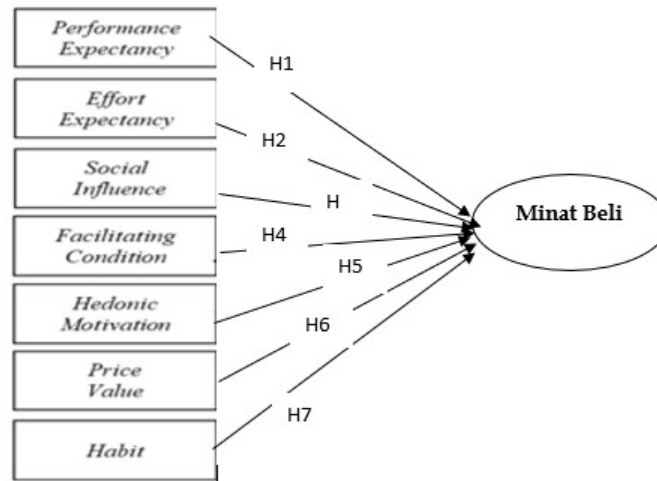 Performance
Expectancy
H1
Effort
Expectancy
H2
Social
Influence
H
Minat Beli
Facilitating
Condition
H4
H5
Hedonic
Motivation
H6
Price
Value
H7
Habit